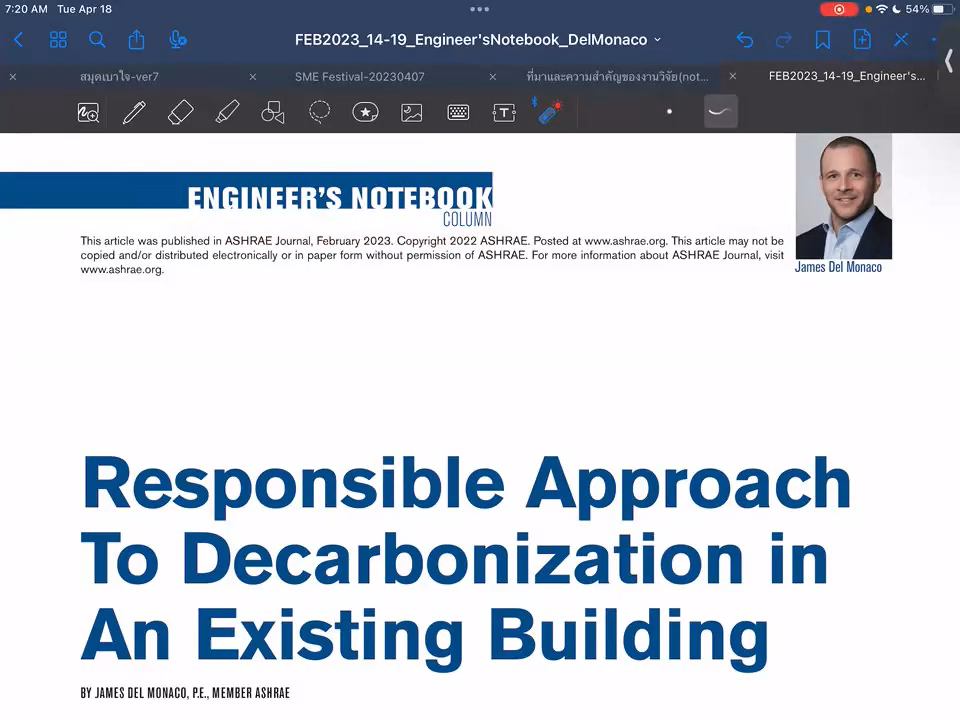 7:20 AM Tue Apr 18
54%
FEB2023_14-19_Engineer'sNotebook_DelMonaco
สมุดเบาใจ-ver7
SME Festival-20230407
ที่มาและความสำคัญของงานวิจัย(not...
FEB2023_14-19_Engineer's...
ENGINEER'S NOTEBOOK
COLUMN
This article was published in ASHRAE Journal, February 2023. Copyright 2022 ASHRAE. Posted at www.ashrae.org. This article may not be
copied and/or distributed electronically or in paper form without permission of ASHRAE. For more information about ASHRAE Journal, visit
www.ashrae.org.
James Del Monaco
Responsible Approach
To Decarbonization in
An Existing Building
BY JAMES DEL MONACO, P.E., MEMBER ASHRAE